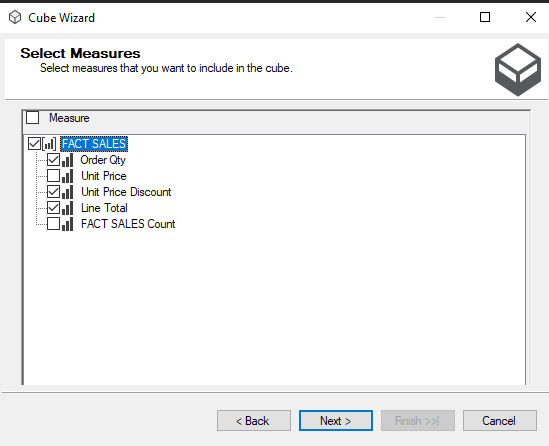 Cube Wizard
Select Measures
Select measures that you want to include in the cube.
Measure
FACT SALES
Order Qty
Unit Price
Unit Price Discount
Line Total
FACT SALES Count
< Back
Next >
Finish >>|
Cancel